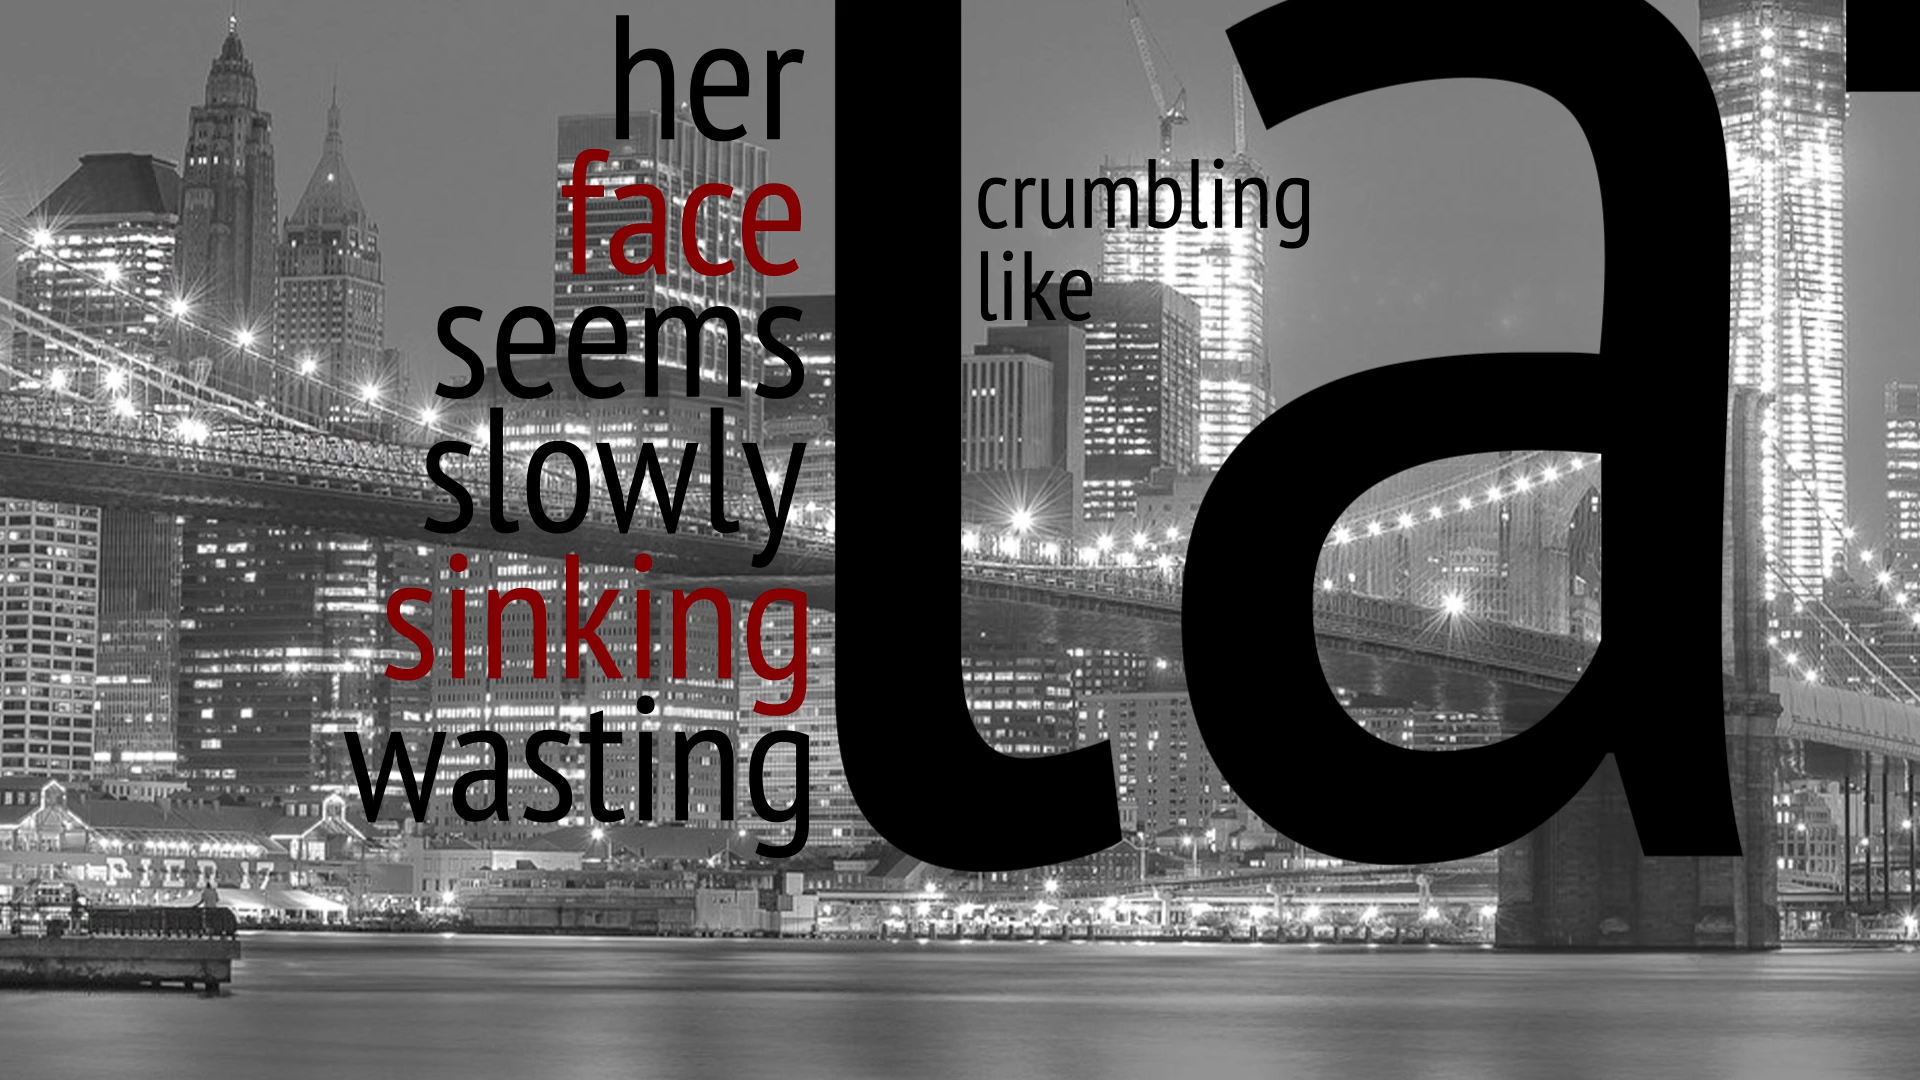 her
face
seems
slowly
sinking
wasting
la
crumbling
like
PIER 17